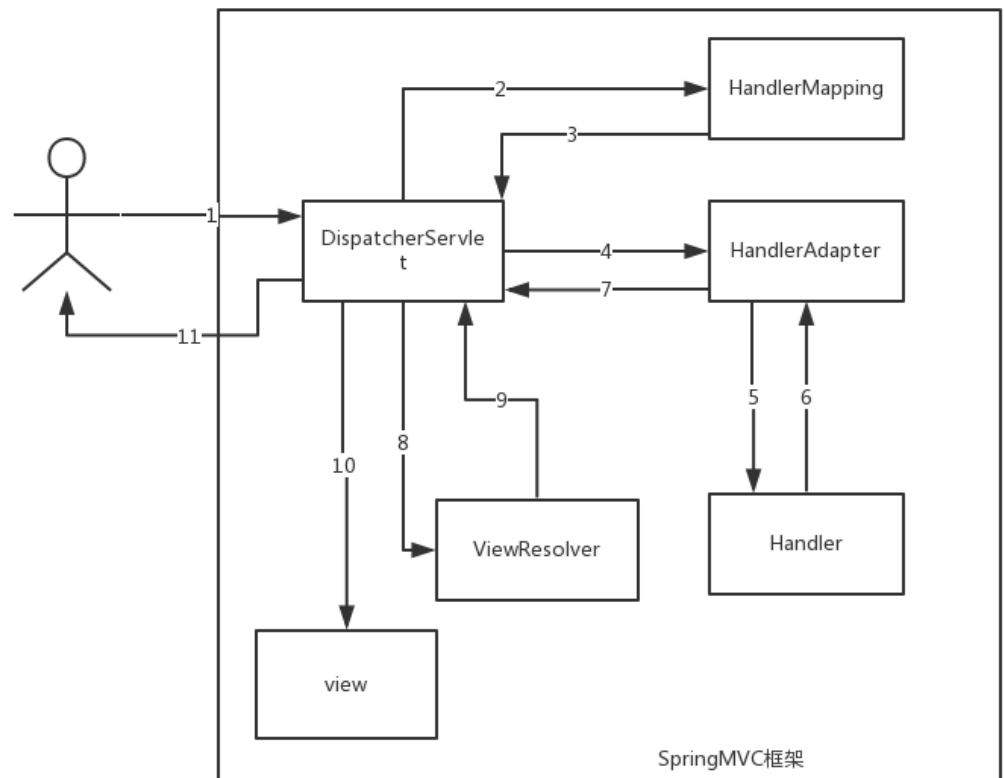 2
HandlerMapping
3
1
DispatcherServle
t
4
HandlerAdapter
7
11
5
6
9
8
10
ViewResolver
Handler
view
SpringMVC框架